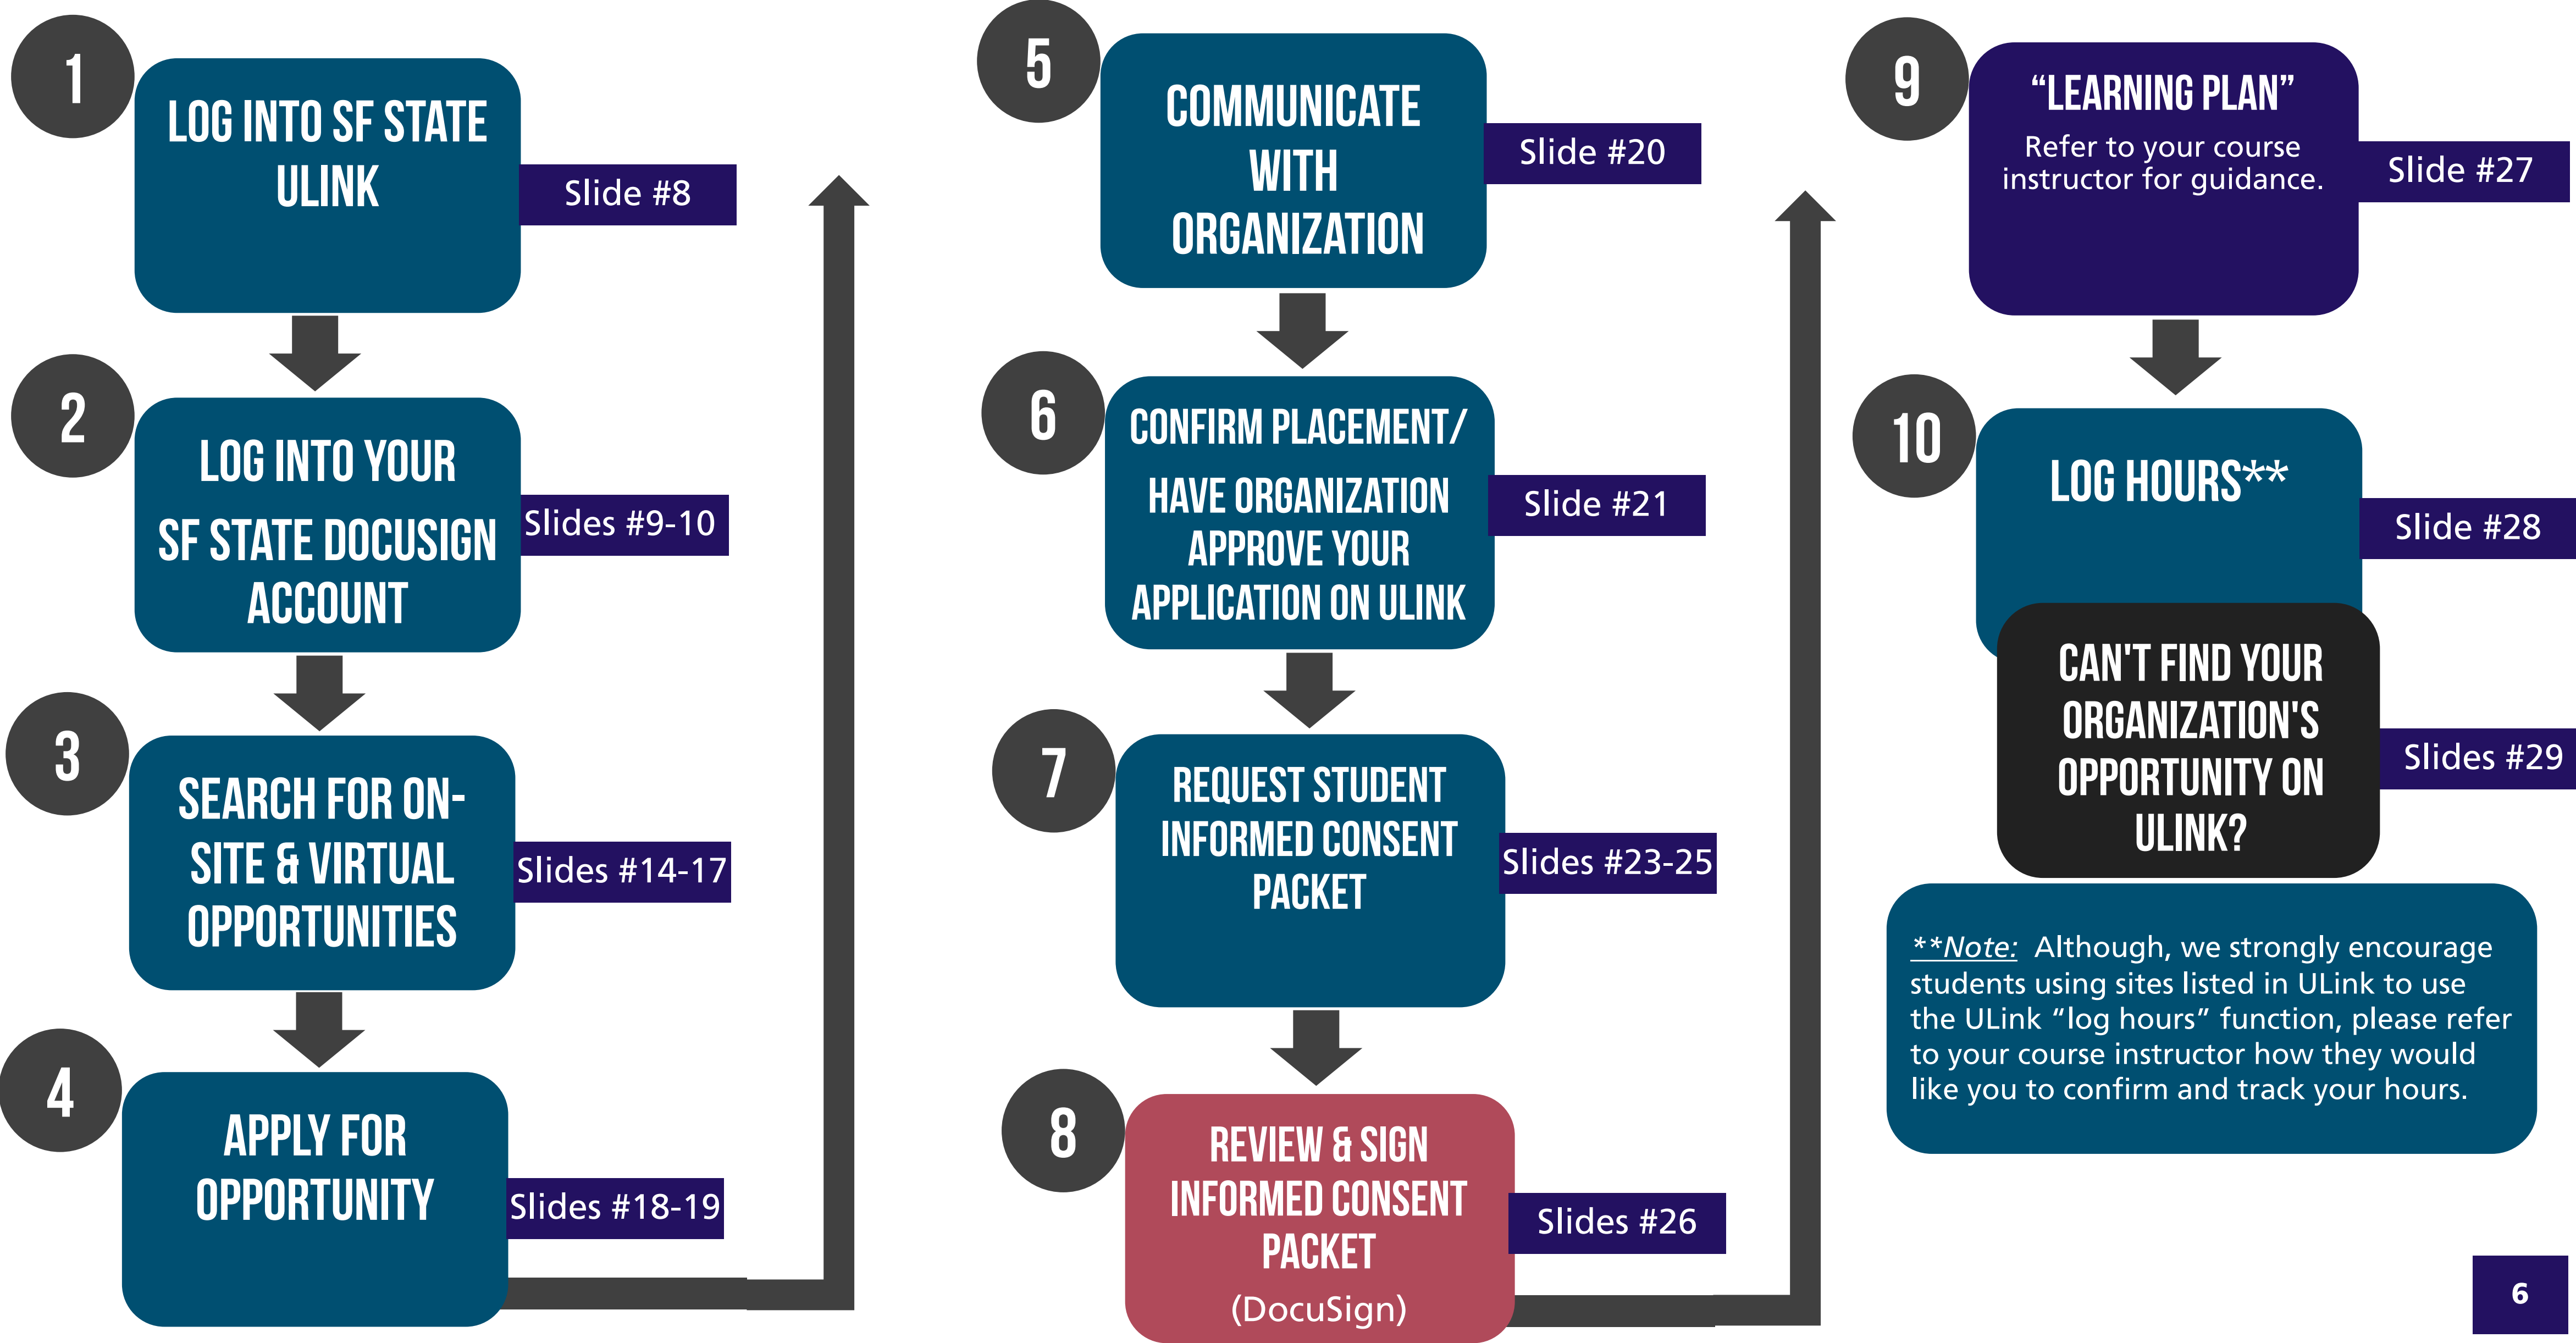 1
LOG INTO SF STATE
ULINK
Slide #8
2
LOG INTO YOUR
SF STATE DOCUSIGN
ACCOUNT
Slides #9-10
3
SEARCH FOR ON-
SITE & VIRTUAL
OPPORTUNITIES
Slides #14-17
4
APPLY FOR
OPPORTUNITY
Slides #18-19
5
COMMUNICATE
WITH
ORGANIZATION
Slide #20
6
CONFIRM PLACEMENT/
HAVE ORGANIZATION
APPROVE YOUR
APPLICATION ON ULINK
Slide #21
7
REQUEST STUDENT
INFORMED CONSENT
PACKET
Slides #23-25
8
REVIEW & SIGN
INFORMED CONSENT
PACKET
(DocuSign)
Slides #26
9
“LEARNING PLAN”
Refer to your course
instructor for guidance.
Slide #27
10
LOG HOURS**
Slide #28
CAN'T FIND YOUR
ORGANIZATION'S
OPPORTUNITY ON
ULINK?
Slides #29
**Note: Although, we strongly encourage
students using sites listed in ULink to use
the ULink “log hours” function, please refer
to your course instructor how they would
like you to confirm and track your hours.
6